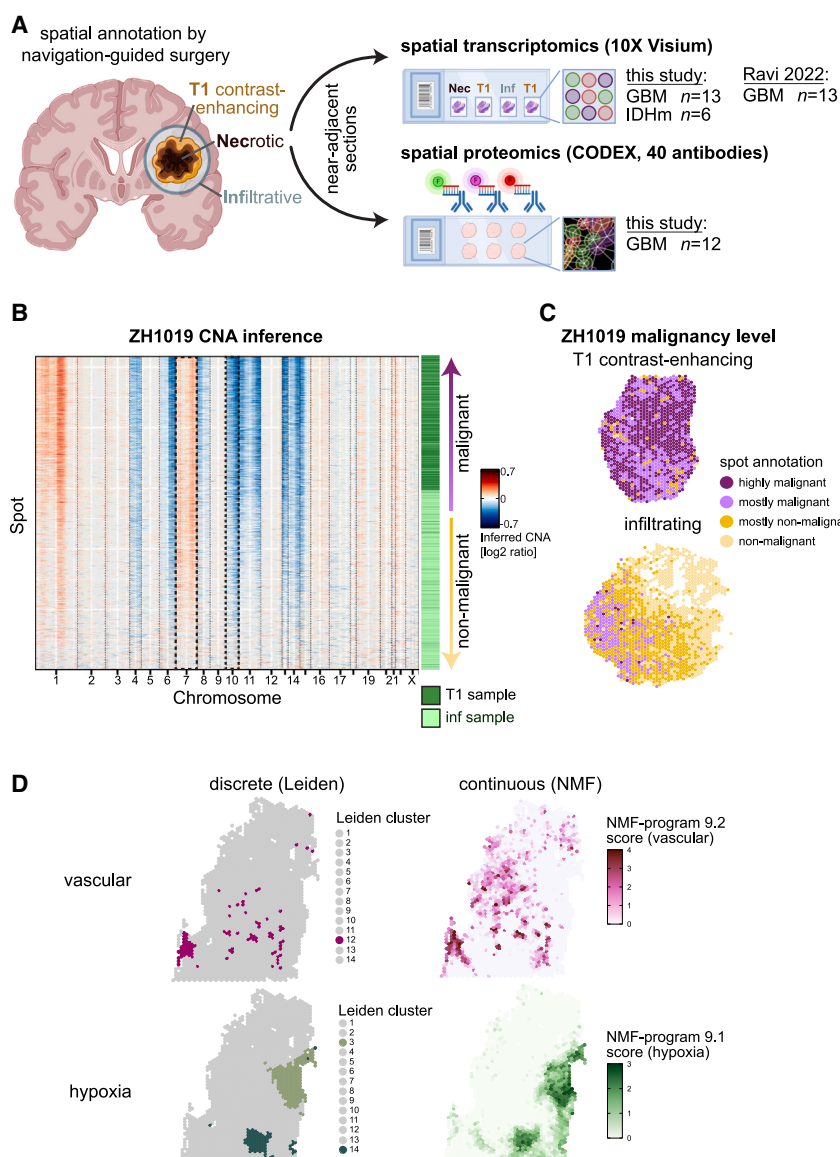 A
spatial annotation by
navigation-guided surgery
T1 contrast-
enhancing
Necrotic
Infiltrative
near-adjacent
sections
spatial transcriptomics (10X Visium)
Nec T1 Inf T1
this study:
GBM n=13
IDHm n=6
Ravi 2022:
GBM n=13
spatial proteomics (CODEX, 40 antibodies)
F F F
this study:
GBM n=12
B
ZH1019 CNA inference
Spot
1 2 3 4 5 6 7 8 9 10 11 12 14 16 17 19 21 X
Chromosome
malignant
non-malignant
0.7
0
-0.7
Inferred CNA
[log2 ratio]
T1 sample
inf sample
C
ZH1019 malignancy level
T1 contrast-enhancing
infiltrating
spot annotation
highly malignant
mostly malignant
mostly non-maligna
non-malignant
D
discrete (Leiden)
continuous (NMF)
vascular
Leiden cluster
1
2
3
4
5
6
7
8
9
10
11
12
13
14
NMF-program 9.2
score (vascular)
4
3
2
1
0
hypoxia
Leiden cluster
1
2
3
4
5
6
7
8
9
10
11
12
13
14
NMF-program 9.1
score (hypoxia)
3
2
1
0